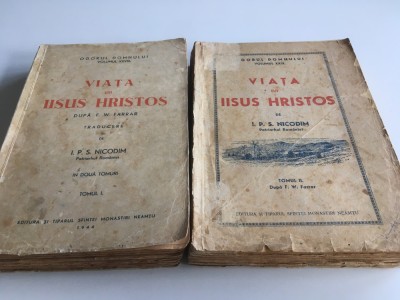 OGORUL DOMNULUI
VIAȚA
LUI
IISUS HRISTOS
DUPĂ F. W. FARRAR
TRADUCERE
DE
I. P. S. NICODIM
Patriarhul României
IN DOUĂ TOMURI
TOMUL I.
EDITURA ȘI TIPARUL SFINTEI MONASTIRI NEAMȚU
OGORUL DOMNULUI
VIAȚA
LUI
IISUS HRISTOS
DE
I. P. S. NICODIM
Patriarhul României
TOMUL II.
După F. W. Farrar
EDITURA ȘI TIPARUL SFINTEI MONASTIRI NEAMȚU